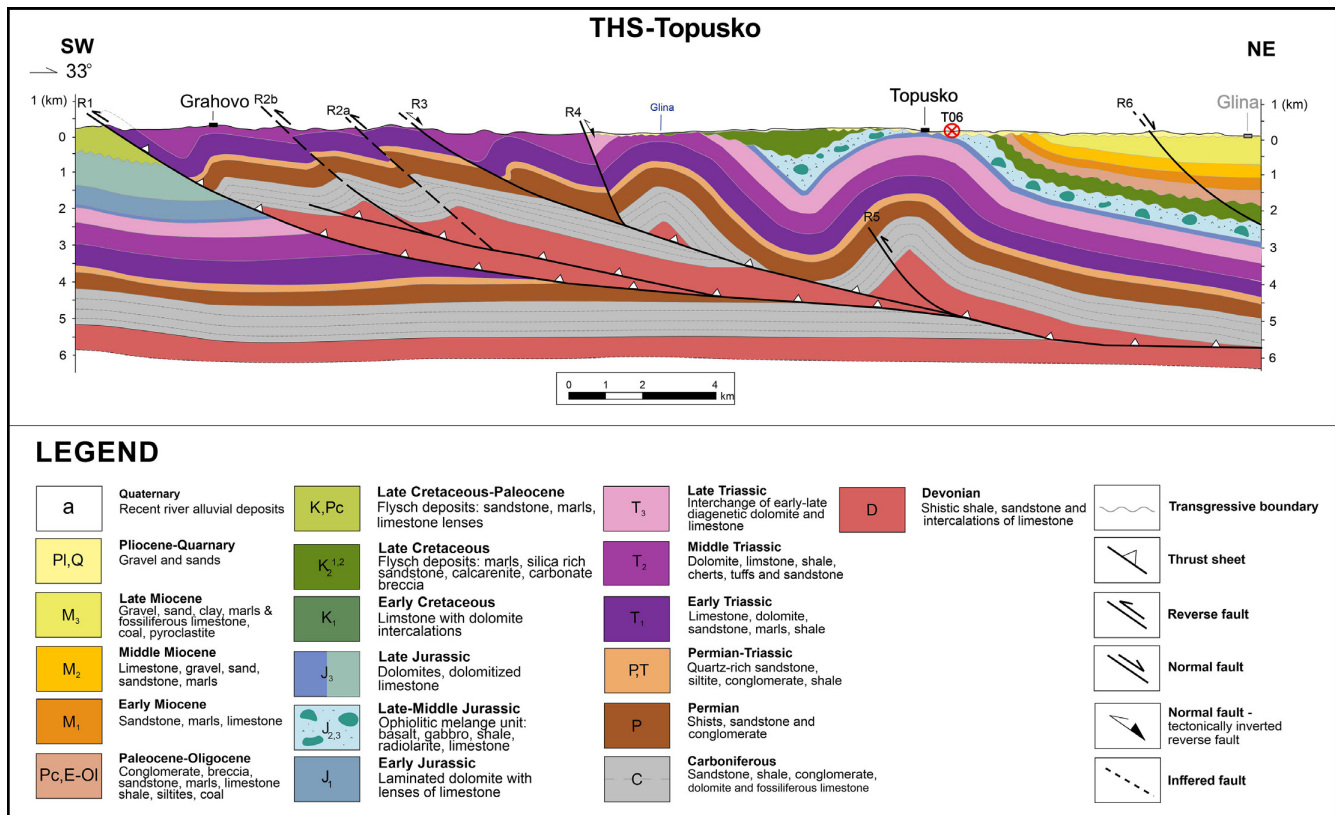 THS-Topusko
SW
NE
33°
R1
Grahovo
R2b
R2a
R3
R4
Glina
Topusko
T06
R6
Glina
R5
1 (km)
0
1
2
3
4
5
6
1 (km)
0
1
2
3
4
5
6
0 1 2 4
km
LEGEND
a
Quaternary
Recent river alluvial deposits
Pl,Q
Pliocene-Quarnary
Gravel and sands
M3
Late Miocene
Gravel, sand, clay, marls &
fossiliferous limestone,
coal, pyroclastite
M2
Middle Miocene
Limestone, gravel, sand,
sandstone, marls
M1
Early Miocene
Sandstone, marls, limestone
Pc,E-Ol
Paleocene-Oligocene
Conglomerate, breccia,
sandstone, marls, limestone
shale, siltites, coal
K,Pc
Late Cretaceous-Paleocene
Flysch deposits: sandstone, marls,
limestone lenses
K2 1,2
Late Cretaceous
Flysch deposits: marls, silica rich
sandstone, calcarenite, carbonate
breccia
K1
Early Cretaceous
Limstone with dolomite
intercalations
J3
Late Jurassic
Dolomites, dolomitized
limestone
J2,3
Late-Middle Jurassic
Ophiolitic melange unit:
basalt, gabbro, shale,
radiolarite, limestone
J1
Early Jurassic
Laminated dolomite with
lenses of limestone
T3
Late Triassic
Interchange of early-late
diagenetic dolomite and
limestone
T2
Middle Triassic
Dolomite, limstone, shale,
cherts, tuffs and sandstone
T1
Early Triassic
Limestone, dolomite,
sandstone, marls, shale
P,T
Permian-Triassic
Quartz-rich sandstone,
siltite, conglomerate, shale
P
Permian
Shists, sandstone and
conglomerate
C
Carboniferous
Sandstone, shale, conglomerate,
dolomite and fossiliferous limestone
D
Devonian
Shistic shale, sandstone and
intercalations of limestone
Transgressive boundary
Thrust sheet
Reverse fault
Normal fault
Normal fault -
tectonically inverted
reverse fault
Inffered fault